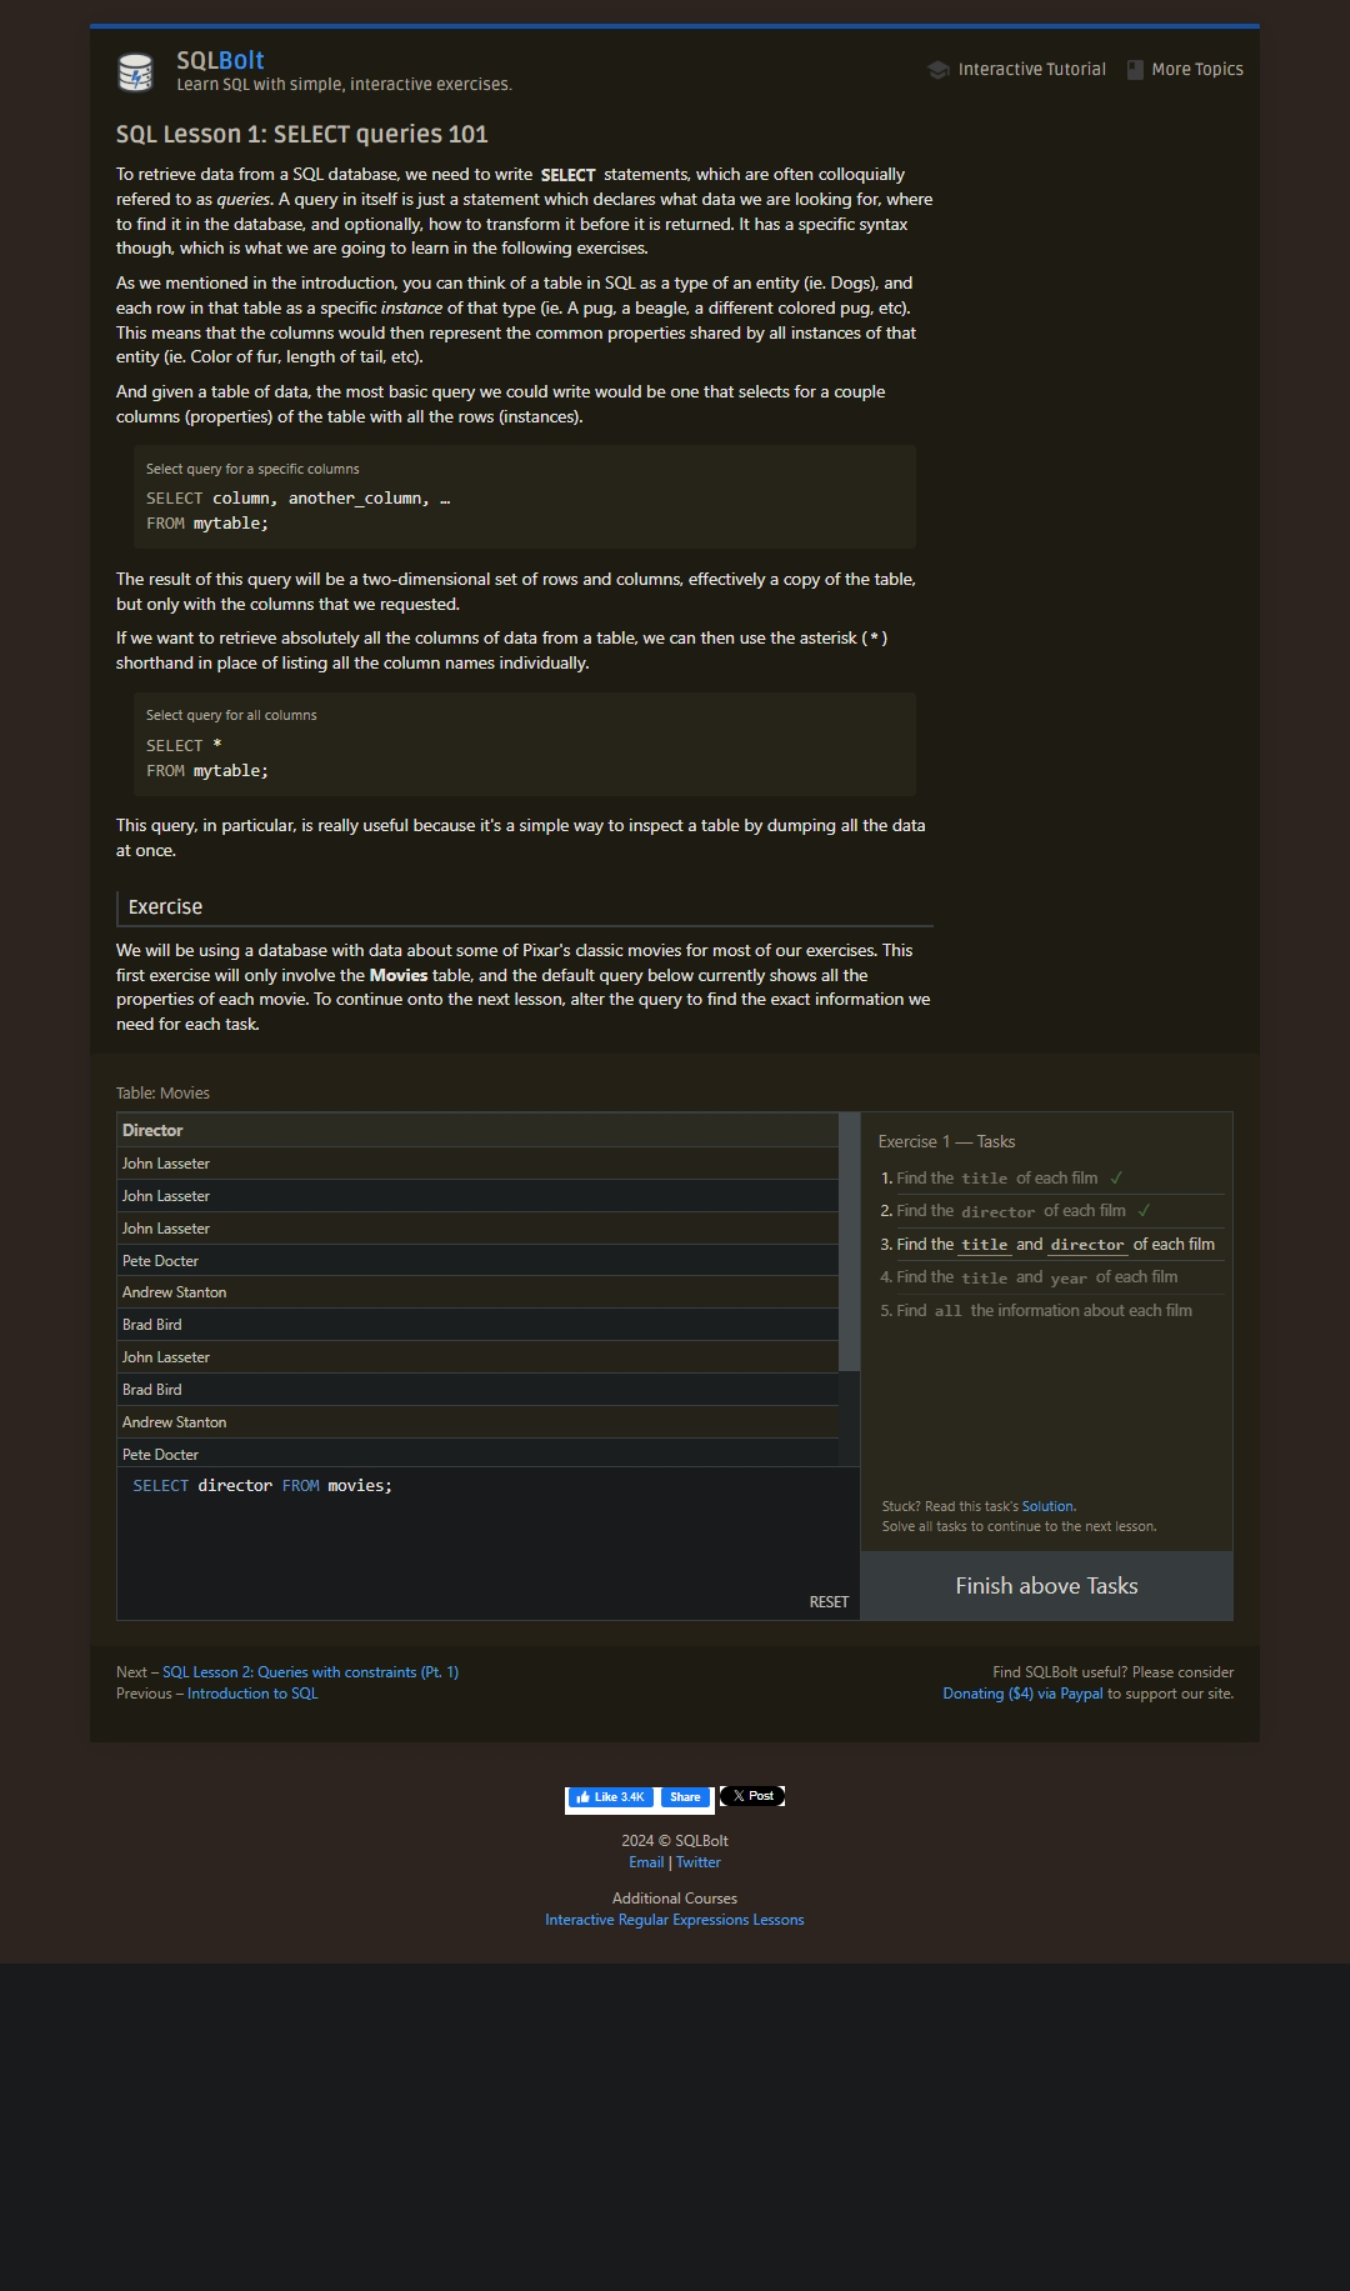 SQLBolt
Learn SQL with simple, interactive exercises.
Interactive Tutorial
More Topics
SQL Lesson 1: SELECT queries 101
To retrieve data from a SQL database, we need to write SELECT statements, which are often colloquially
refered to as queries. A query in itself is just a statement which declares what data we are looking for, where
to find it in the database, and optionally, how to transform it before it is returned. It has a specific syntax
though, which is what we are going to learn in the following exercises.
As we mentioned in the introduction, you can think of a table in SQL as a type of an entity (ie. Dogs), and
each row in that table as a specific instance of that type (ie. A pug, a beagle, a different colored pug, etc).
This means that the columns would then represent the common properties shared by all instances of that
entity (ie. Color of fur, length of tail, etc).
And given a table of data, the most basic query we could write would be one that selects for a couple
columns (properties) of the table with all the rows (instances).
Select query for a specific columns
SELECT column, another_column, …
FROM mytable;
The result of this query will be a two-dimensional set of rows and columns, effectively a copy of the table,
but only with the columns that we requested.
If we want to retrieve absolutely all the columns of data from a table, we can then use the asterisk (*)
shorthand in place of listing all the column names individually.
Select query for all columns
SELECT *
FROM mytable;
This query, in particular, is really useful because it's a simple way to inspect a table by dumping all the data
at once.
Exercise
We will be using a database with data about some of Pixar's classic movies for most of our exercises. This
first exercise will only involve the Movies table, and the default query below currently shows all the
properties of each movie. To continue onto the next lesson, alter the query to find the exact information we
need for each task.
Table: Movies
Director
John Lasseter
John Lasseter
John Lasseter
Pete Docter
Andrew Stanton
Brad Bird
John Lasseter
Brad Bird
Andrew Stanton
Pete Docter
SELECT director FROM movies;
RESET
Exercise 1 — Tasks
1. Find the title of each film ✓
2. Find the director of each film ✓
3. Find the title and director of each film
4. Find the title and year of each film
5. Find all the information about each film
Stuck? Read this task's Solution.
Solve all tasks to continue to the next lesson.
Finish above Tasks
Next – SQL Lesson 2: Queries with constraints (Pt. 1)
Previous – Introduction to SQL
Find SQLBolt useful? Please consider
Donating ($4) via Paypal to support our site.
Like 3.4K
Share
X Post
2024 © SQLBolt
Email | Twitter
Additional Courses
Interactive Regular Expressions Lessons